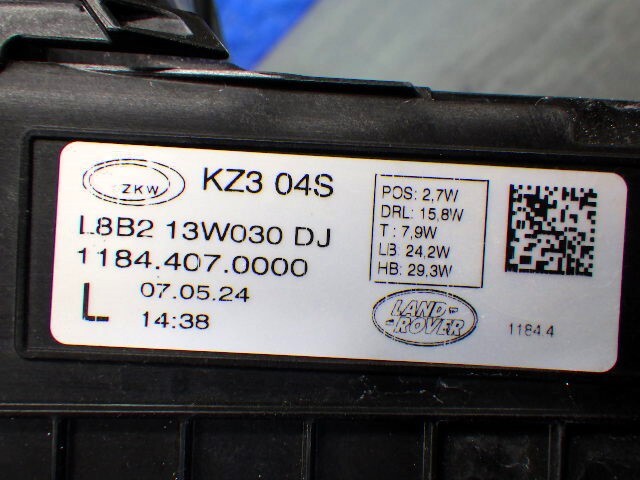 ZKW
KZ3 04S
L8B2 13W030 DJ
1184.407.0000
L
07.05.24
14:38
POS: 2,7W
DRL: 15,8W
T : 7,9W
LB: 24,2W
HB: 29,3W
LAND-
-ROVER
1184.4